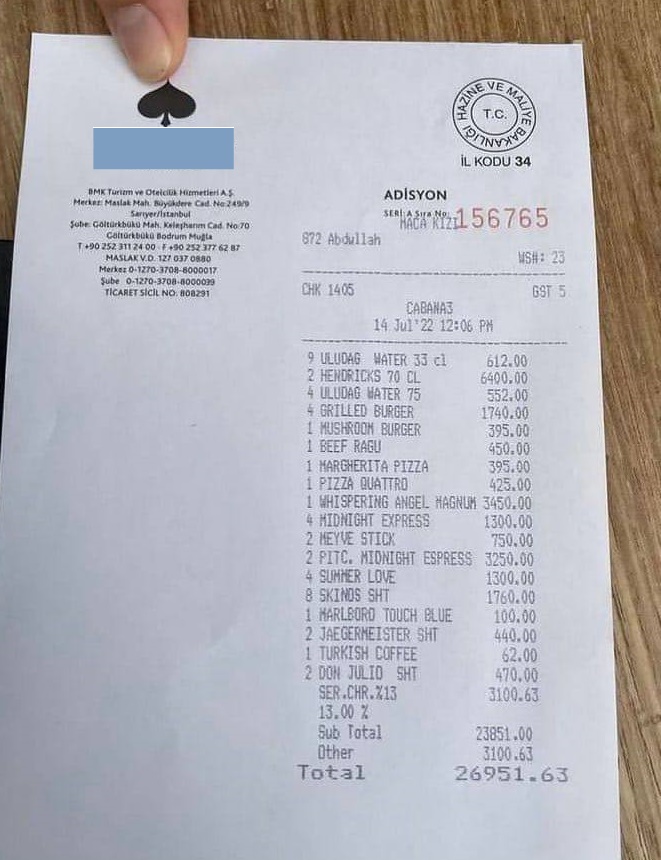 BMK Turizm ve Otelcilik Hizmetleri A.Ş.
Merkez: Maslak Mah. Büyükdere Cad. No:249/9
Sarıyer/İstanbul
Şube: Göltürkbükü Mah. Keleşharım Cad. No:70
Göltürkbükü Bodrum Muğla
T +90 252 311 24 00 · F +90 252 377 62 87
MASLAK V.D. 127 037 0880
Merkez 0-1270-3708-8000017
Şube 0-1270-3708-8000039
TİCARET SİCİL NO: 808291
HAZİNE VE MALİYE BAKANLIĞI
T.C.
İL KODU 34
ADİSYON
SERİ: A Sıra No: 156765
MACA KIZI
872 Abdullah
WS#: 23
CHK 1405 GST 5
CABANA3
14 Jul'22 12:06 PM
9 ULUDAG WATER 33 cl 612.00
2 HENDRICKS 70 CL 6400.00
4 ULUDAG WATER 75 552.00
4 GRILLED BURGER 1740.00
1 MUSHROOM BURGER 395.00
1 BEEF RAGU 450.00
1 MARGHERITA PIZZA 395.00
1 PIZZA QUATTRO 425.00
1 WHISPERING ANGEL MAGNUM 3450.00
4 MIDNIGHT EXPRESS 1300.00
2 MEYVE STICK 750.00
2 PITC. MIDNIGHT ESPRESS 3250.00
4 SUMMER LOVE 1300.00
8 SKINOS SHT 1760.00
1 MARLBORO TOUCH BLUE 100.00
2 JAEGERMEISTER SHT 440.00
1 TURKISH COFFEE 62.00
2 DON JULIO SHT 470.00
SER.CHR.%13 3100.63
13.00 %
Sub Total 23851.00
Other 3100.63
Total 26951.63